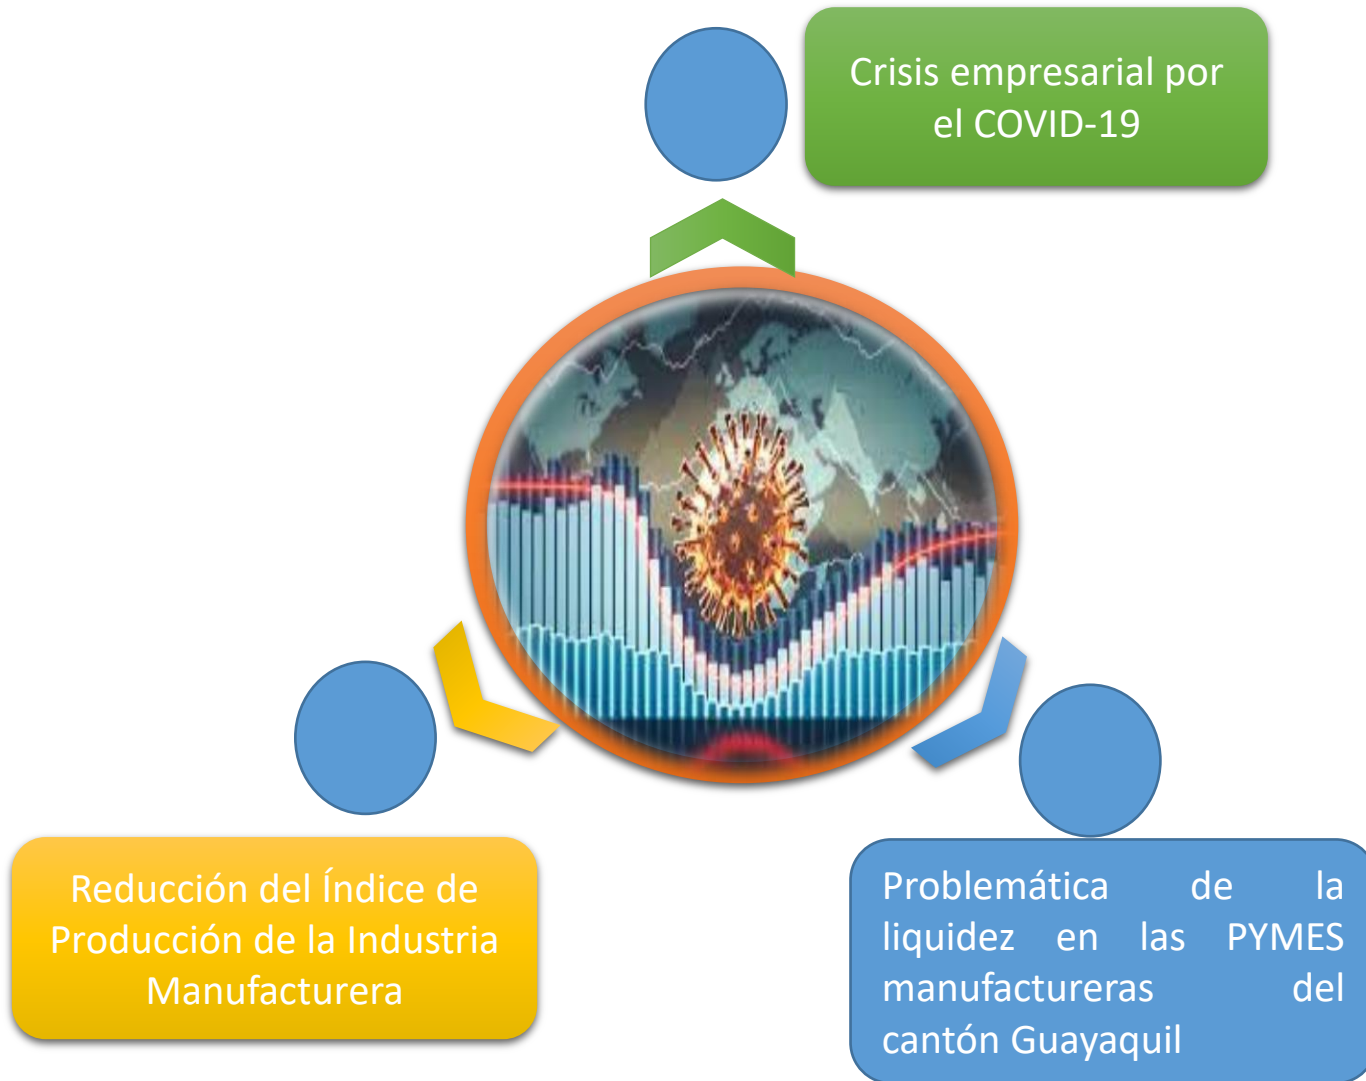 Crisis empresarial por
el COVID-19
Reducción del Índice de
Producción de la Industria
Manufacturera
Problemática de la
liquidez en las PYMES
manufactureras del
cantón Guayaquil